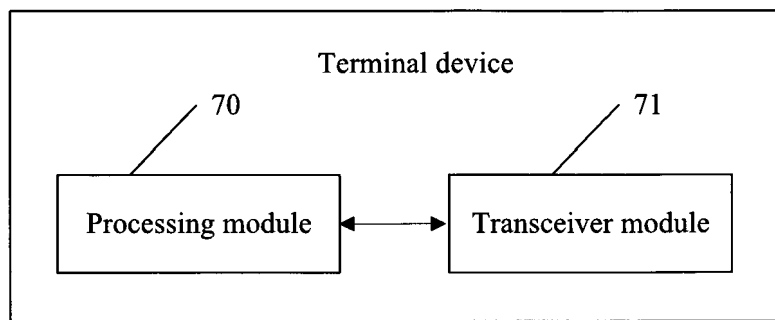 Terminal device
70
71
Processing module
Transceiver module